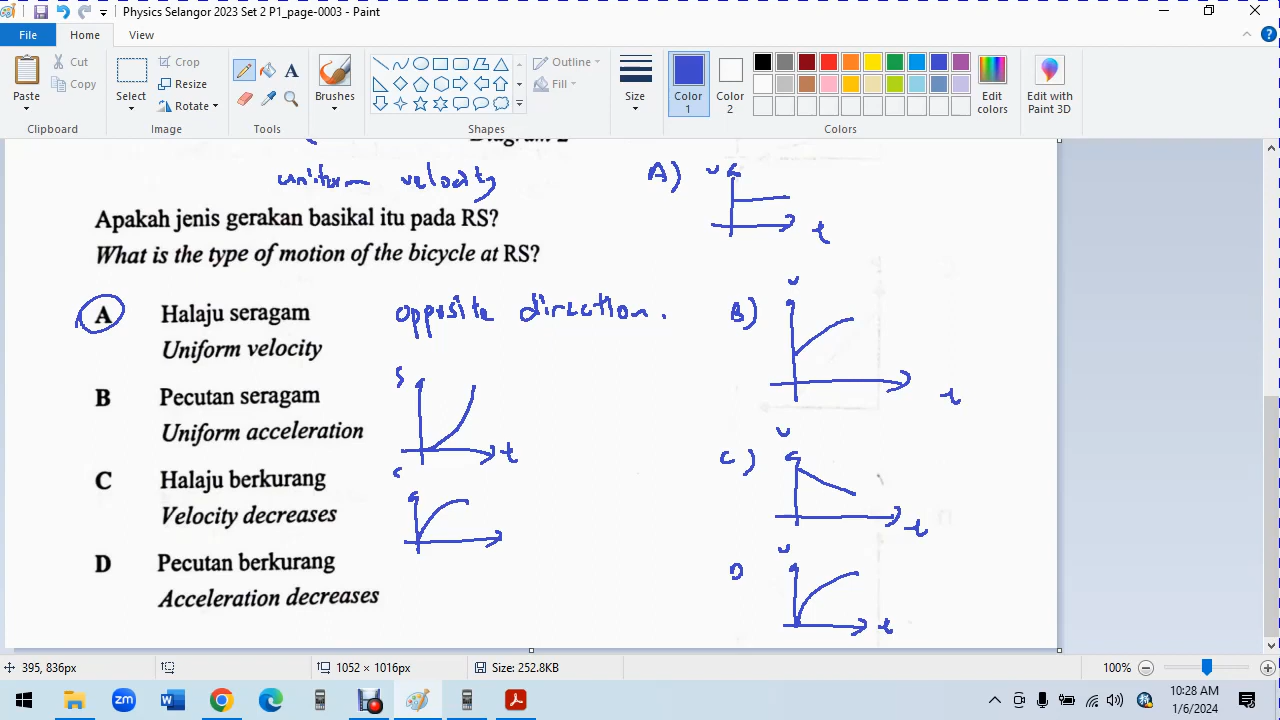 Physics Selangor 2023 Set 2 P1_page-0003 - Paint
File Home View
Paste
Cut
Copy
Clipboard
Select
Crop
Resize
Rotate
Image
A
Tools
Brushes
Outline
Fill
Shapes
Size
Color 1
Color 2
Edit colors
Colors
Edit with Paint 3D
Diagram 2
uniform velocity
Apakah jenis gerakan basikal itu pada RS?
What is the type of motion of the bicycle at RS?
A Halaju seragam
Uniform velocity
opposite direction.
B Pecutan seragam
Uniform acceleration
s
t
C Halaju berkurang
Velocity decreases
D Pecutan berkurang
Acceleration decreases
A) v
t
B) v
t
C) v
t
D v
t
395, 836px
1052 × 1016px
Size: 252.8KB
100%
zm
W
10:28 AM
1/6/2024